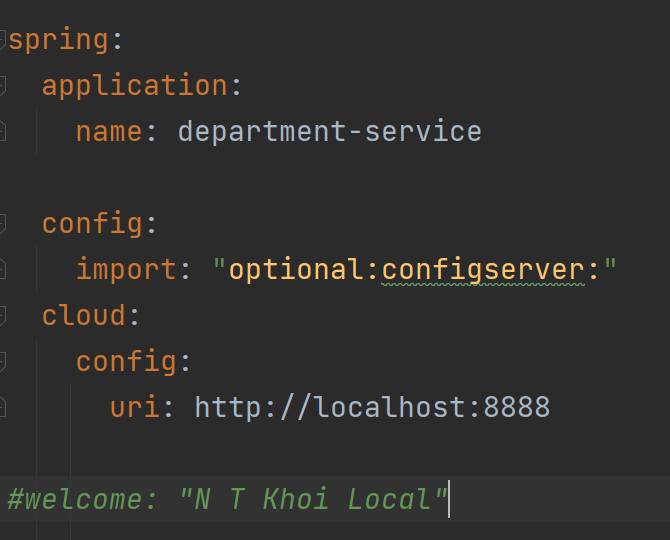 spring:
application:
name: department-service
config:
import: "optional:configserver:"
cloud:
config:
uri: http://localhost:8888
#welcome: "N T Khoi Local"